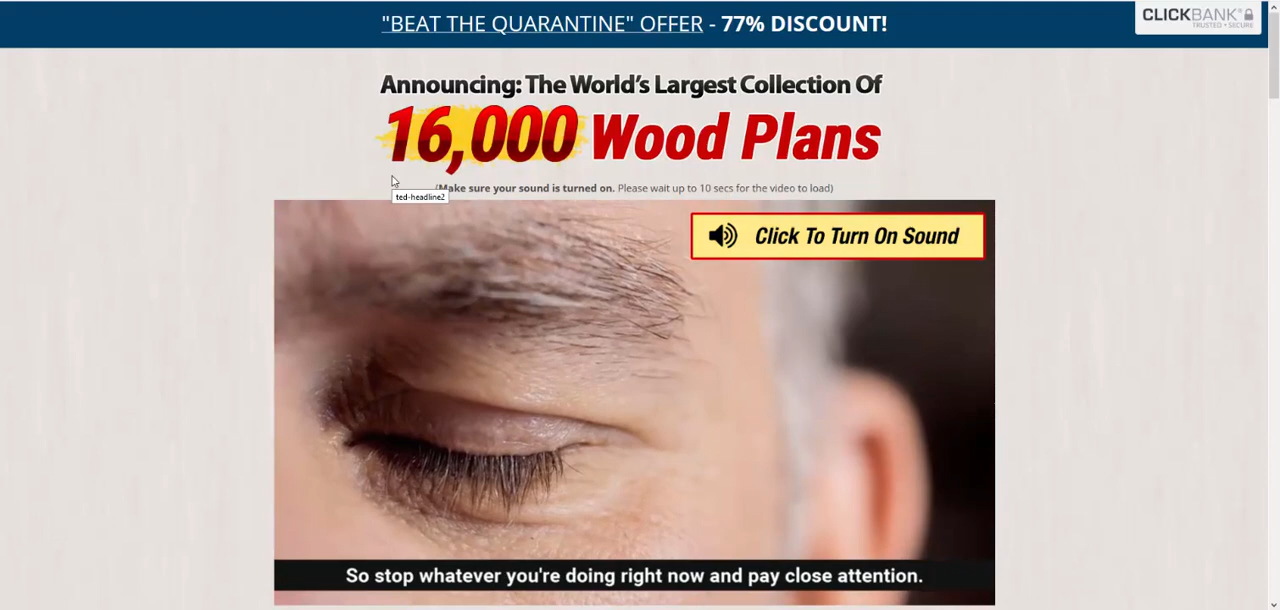 "BEAT THE QUARANTINE" OFFER - 77% DISCOUNT!
CLICKBANK®
TRUSTED • SECURE
Announcing: The World's Largest Collection Of
16,000 Wood Plans
(Make sure your sound is turned on. Please wait up to 10 secs for the video to load)
ted-headline2
Click To Turn On Sound
So stop whatever you're doing right now and pay close attention.